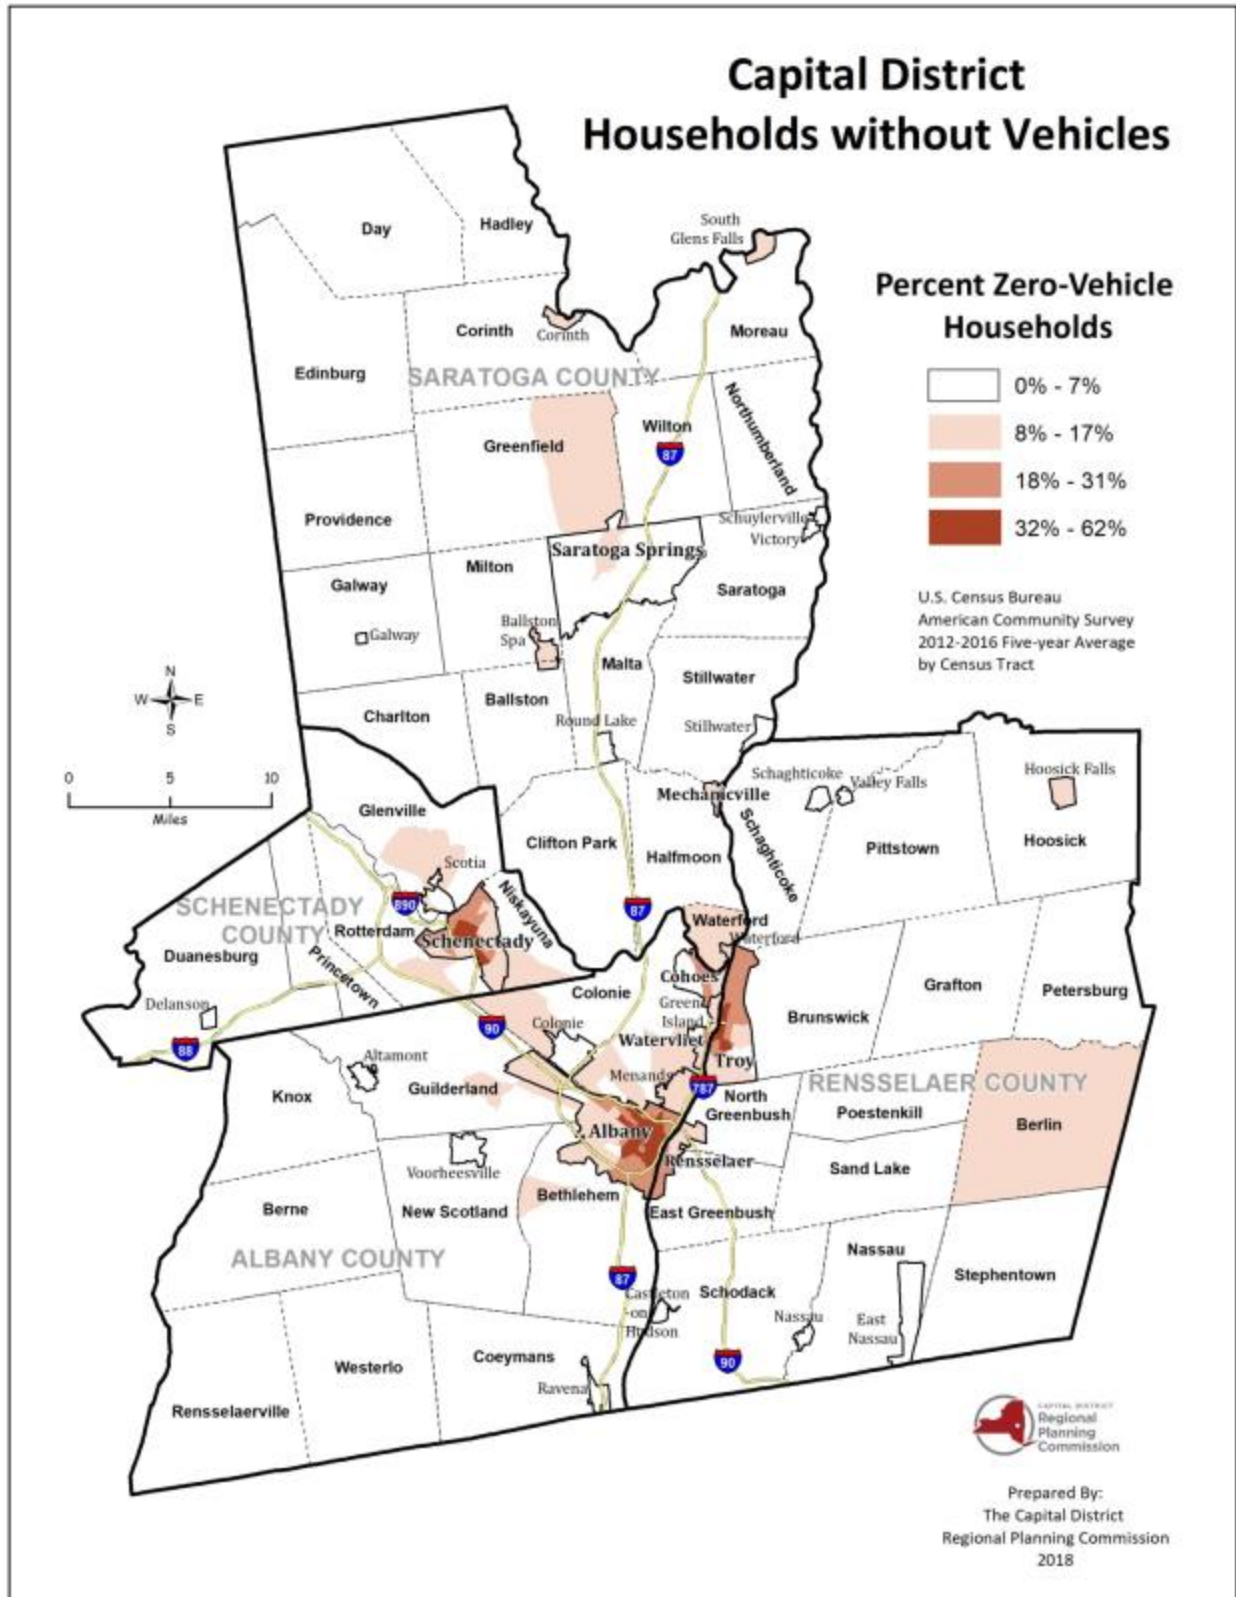 Capital District
Households without Vehicles
South
Glens Falls
Day
Hadley
Percent Zero-Vehicle
Households
0% - 7%
8% - 17%
18% - 31%
32% - 62%
U.S. Census Bureau
American Community Survey
2012-2016 Five-year Average
by Census Tract
Corinth
Corinth
Moreau
Edinburg
SARATOGA COUNTY
Northumberland
Greenfield
Wilton
87
Providence
Schuylerville
Victory
Saratoga Springs
Milton
Galway
Saratoga
Ballston
Spa
Galway
Malta
Stillwater
N
W
E
S
Ballston
Charlton
Round Lake
Stillwater
0
5
10
Miles
Schaghticoke
Valley Falls
Hoosick Falls
Mechanicville
Glenville
Schaghticoke
Clifton Park
Halfmoon
Pittstown
Hoosick
Scotia
890
Niskayuna
87
SCHENECTADY
COUNTY
Rotterdam
Schenectady
Waterford
Waterford
Duanesburg
Princetown
Cohoes
Colonie
Grafton
Petersburg
Delanson
Green
Island
Brunswick
90
Colonie
Watervliet
88
Altamont
Troy
Menands
787
RENSSELAER COUNTY
Knox
Guilderland
North
Greenbush
Poestenkill
Berlin
Albany
Rensselaer
Sand Lake
Voorheesville
Bethlehem
Berne
New Scotland
East Greenbush
ALBANY COUNTY
Nassau
87
Stephentown
Castleton
-on-
Hudson
Schodack
Nassau
East
Nassau
Coeymans
90
Westerlo
Ravena
Rensselaerville
CAPITAL DISTRICT
Regional
Planning
Commission
Prepared By:
The Capital District
Regional Planning Commission
2018